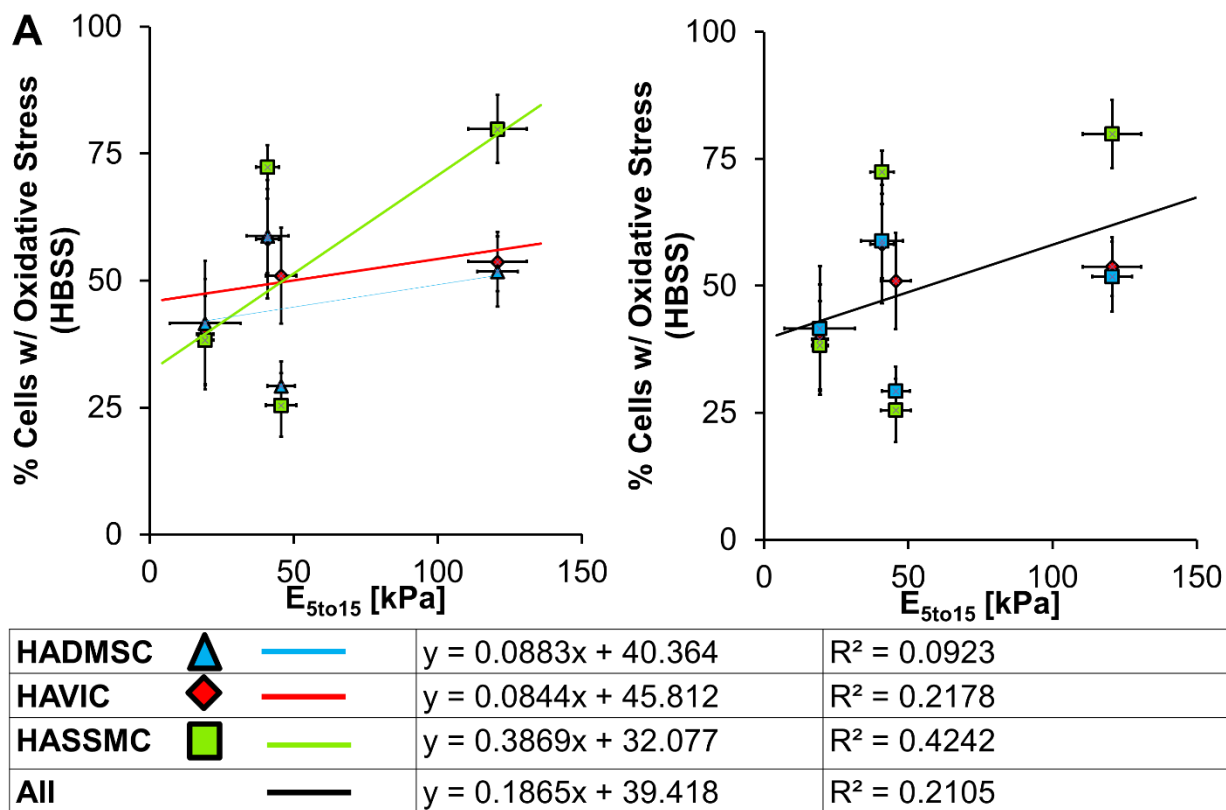 A
% Cells w/ Oxidative Stress
(HBSS)
100
75
50
25
0
0
50
100
150
E5to15 [kPa]
% Cells w/ Oxidative Stress
(HBSS)
100
75
50
25
0
0
50
100
150
E5to15 [kPa]
HADMSC y = 0.0883x + 40.364 R² = 0.0923
HAVIC y = 0.0844x + 45.812 R² = 0.2178
HASSMC y = 0.3869x + 32.077 R² = 0.4242
All y = 0.1865x + 39.418 R² = 0.2105